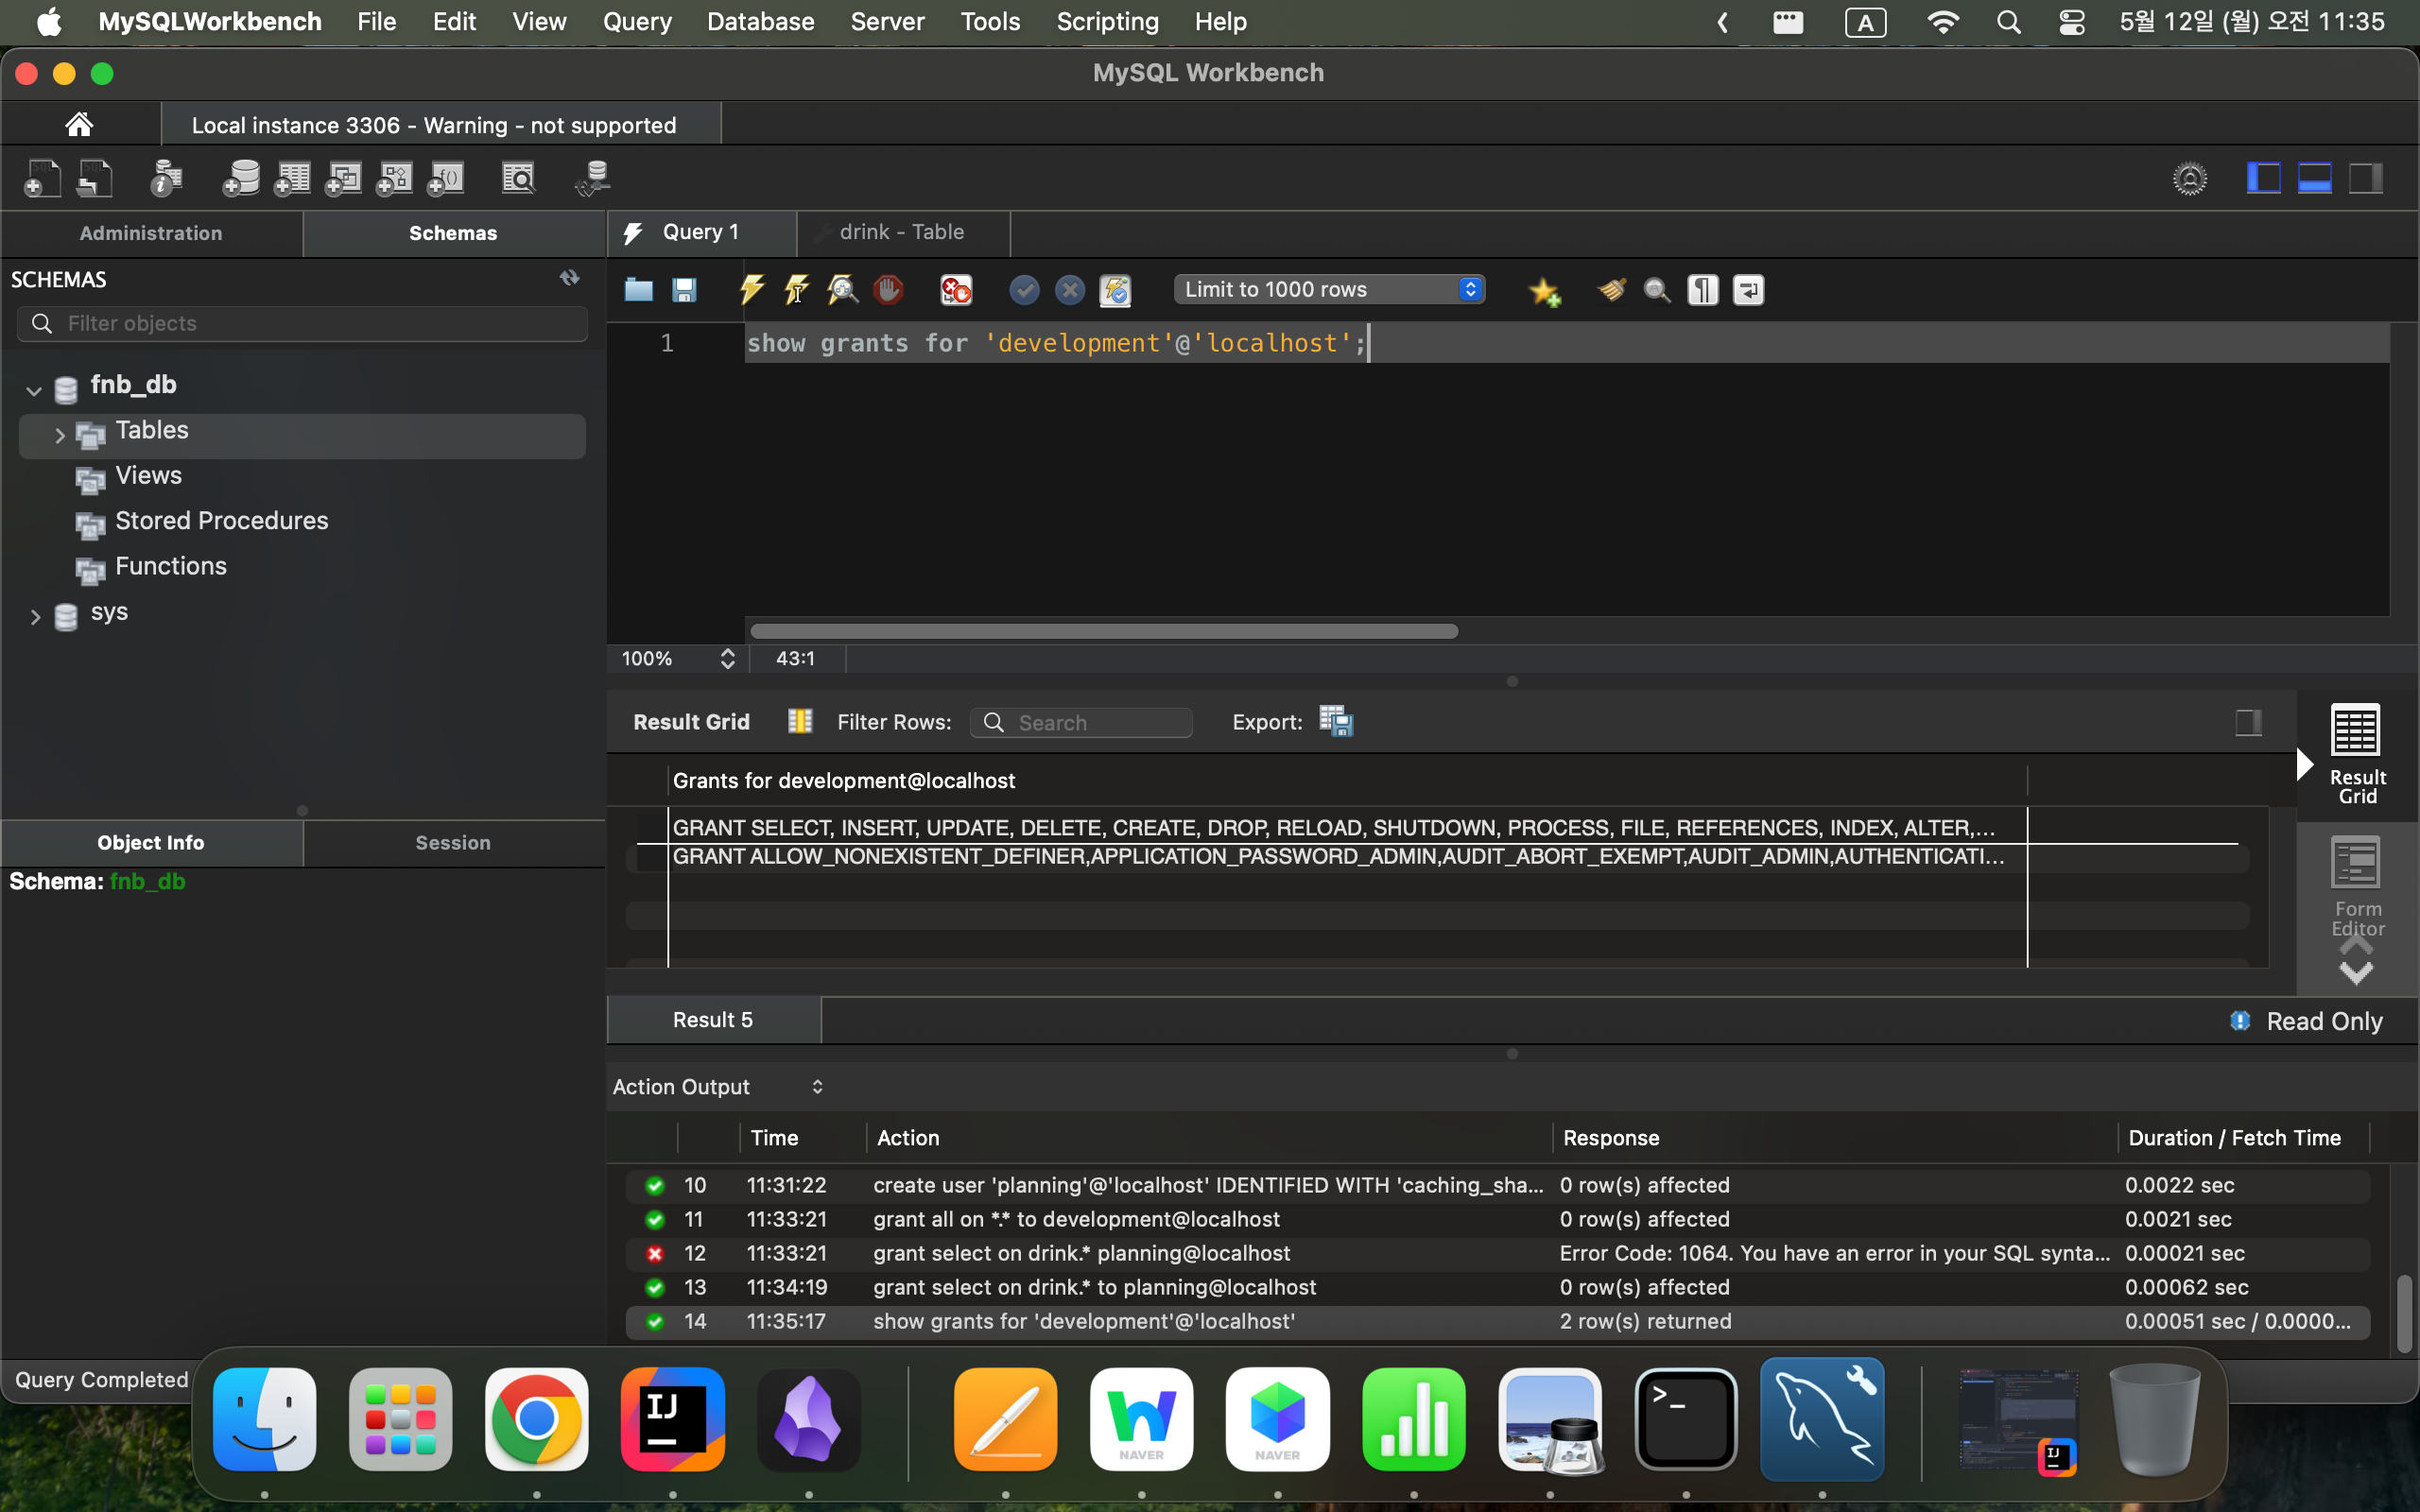 MySQLWorkbench File Edit View Query Database Server Tools Scripting Help A 5월 12일 (월) 오전 11:35
MySQL Workbench
Local instance 3306 - Warning - not supported
Administration Schemas
Query 1 drink - Table
SCHEMAS
Filter objects
Limit to 1000 rows
1 show grants for 'development'@'localhost';
fnb_db
Tables
Views
Stored Procedures
Functions
sys
100% 43:1
Result Grid Filter Rows: Search Export:
Grants for development@localhost
GRANT SELECT, INSERT, UPDATE, DELETE, CREATE, DROP, RELOAD, SHUTDOWN, PROCESS, FILE, REFERENCES, INDEX, ALTER,...
GRANT ALLOW_NONEXISTENT_DEFINER,APPLICATION_PASSWORD_ADMIN,AUDIT_ABORT_EXEMPT,AUDIT_ADMIN,AUTHENTICATI...
Result
Grid
Form
Editor
Object Info Session
Schema: fnb_db
Result 5 Read Only
Action Output
Time Action Response Duration / Fetch Time
10 11:31:22 create user 'planning'@'localhost' IDENTIFIED WITH 'caching_sha... 0 row(s) affected 0.0022 sec
11 11:33:21 grant all on *.* to development@localhost 0 row(s) affected 0.0021 sec
12 11:33:21 grant select on drink.* planning@localhost Error Code: 1064. You have an error in your SQL synta... 0.00021 sec
13 11:34:19 grant select on drink.* to planning@localhost 0 row(s) affected 0.00062 sec
14 11:35:17 show grants for 'development'@'localhost' 2 row(s) returned 0.00051 sec / 0.0000...
Query Completed
IJ
NAVER
NAVER
>_
IJ